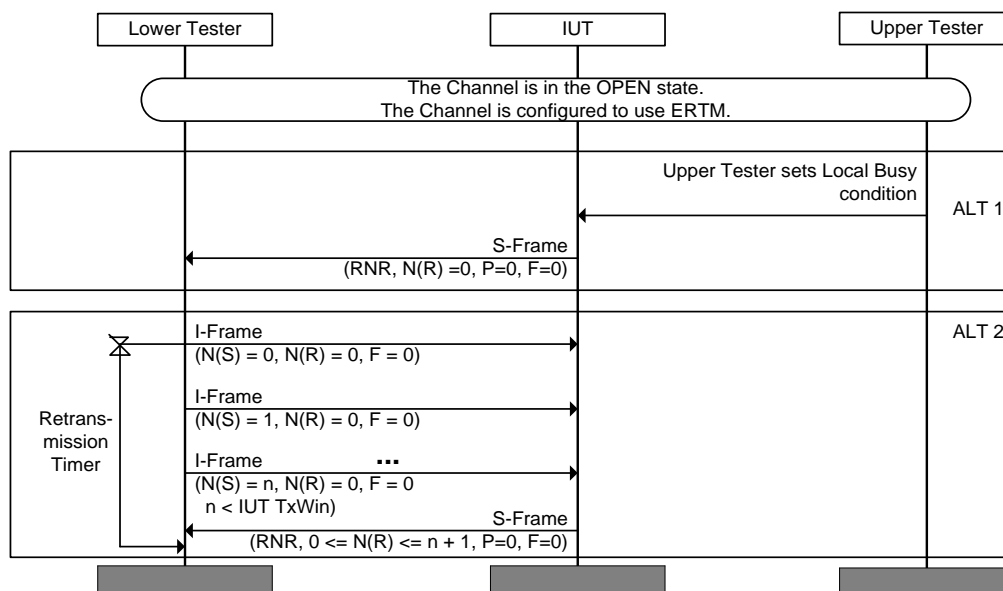 Lower Tester
IUT
Upper Tester
The Channel is in the OPEN state.
The Channel is configured to use ERTM.
Upper Tester sets Local Busy
condition
ALT 1
S-Frame
(RNR, N(R) =0, P=0, F=0)
ALT 2
I-Frame
(N(S) = 0, N(R) = 0, F = 0)
I-Frame
(N(S) = 1, N(R) = 0, F = 0)
Retrans-
mission
Timer
I-Frame ...
(N(S) = n, N(R) = 0, F = 0
n < IUT TxWin)
S-Frame
(RNR, 0 <= N(R) <= n + 1, P=0, F=0)